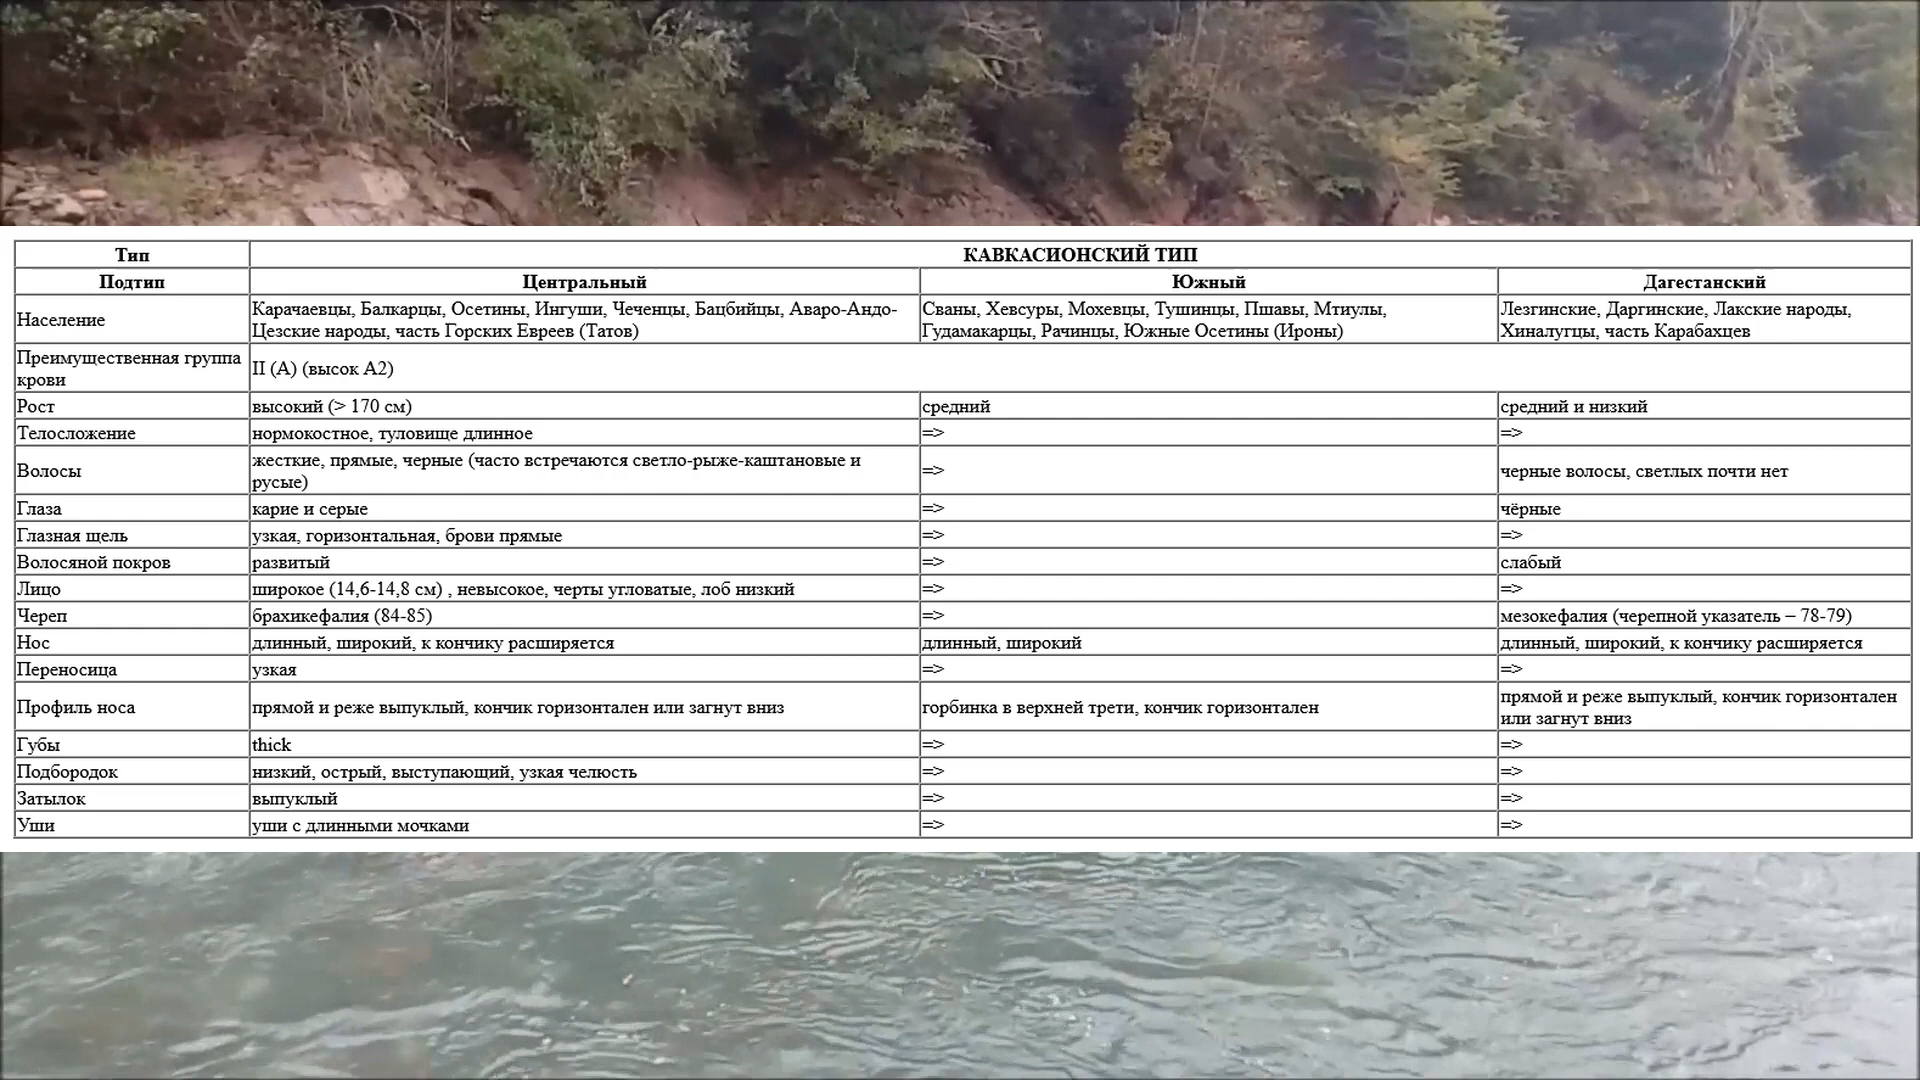 Тип КАВКАСИОНСКИЙ ТИП
Подтип Центральный Южный Дагестанский
Население Карачаевцы, Балкарцы, Осетины, Ингуши, Чеченцы, Бацбийцы, Аваро-Андо-
Цезские народы, часть Горских Евреев (Татов) Сваны, Хевсуры, Мохевцы, Тушинцы, Пшавы, Мтиулы,
Гудамакарцы, Рачинцы, Южные Осетины (Ироны) Лезгинские, Даргинские, Лакские народы,
Хиналугцы, часть Карабахцев
Преимущественная группа
крови II (A) (высок A2)
Рост высокий (> 170 см) средний средний и низкий
Телосложение нормокостное, туловище длинное => =>
Волосы жесткие, прямые, черные (часто встречаются светло-рыже-каштановые и
русые) => черные волосы, светлых почти нет
Глаза карие и серые => чёрные
Глазная щель узкая, горизонтальная, брови прямые => =>
Волосяной покров развитый => слабый
Лицо широкое (14,6-14,8 см) , невысокое, черты угловатые, лоб низкий => =>
Череп брахикефалия (84-85) => мезокефалия (черепной указатель – 78-79)
Нос длинный, широкий, к кончику расширяется длинный, широкий длинный, широкий, к кончику расширяется
Переносица узкая => =>
Профиль носа прямой и реже выпуклый, кончик горизонтален или загнут вниз горбинка в верхней трети, кончик горизонтален прямой и реже выпуклый, кончик горизонтален
или загнут вниз
Губы thick => =>
Подбородок низкий, острый, выступающий, узкая челюсть => =>
Затылок выпуклый => =>
Уши уши с длинными мочками => =>